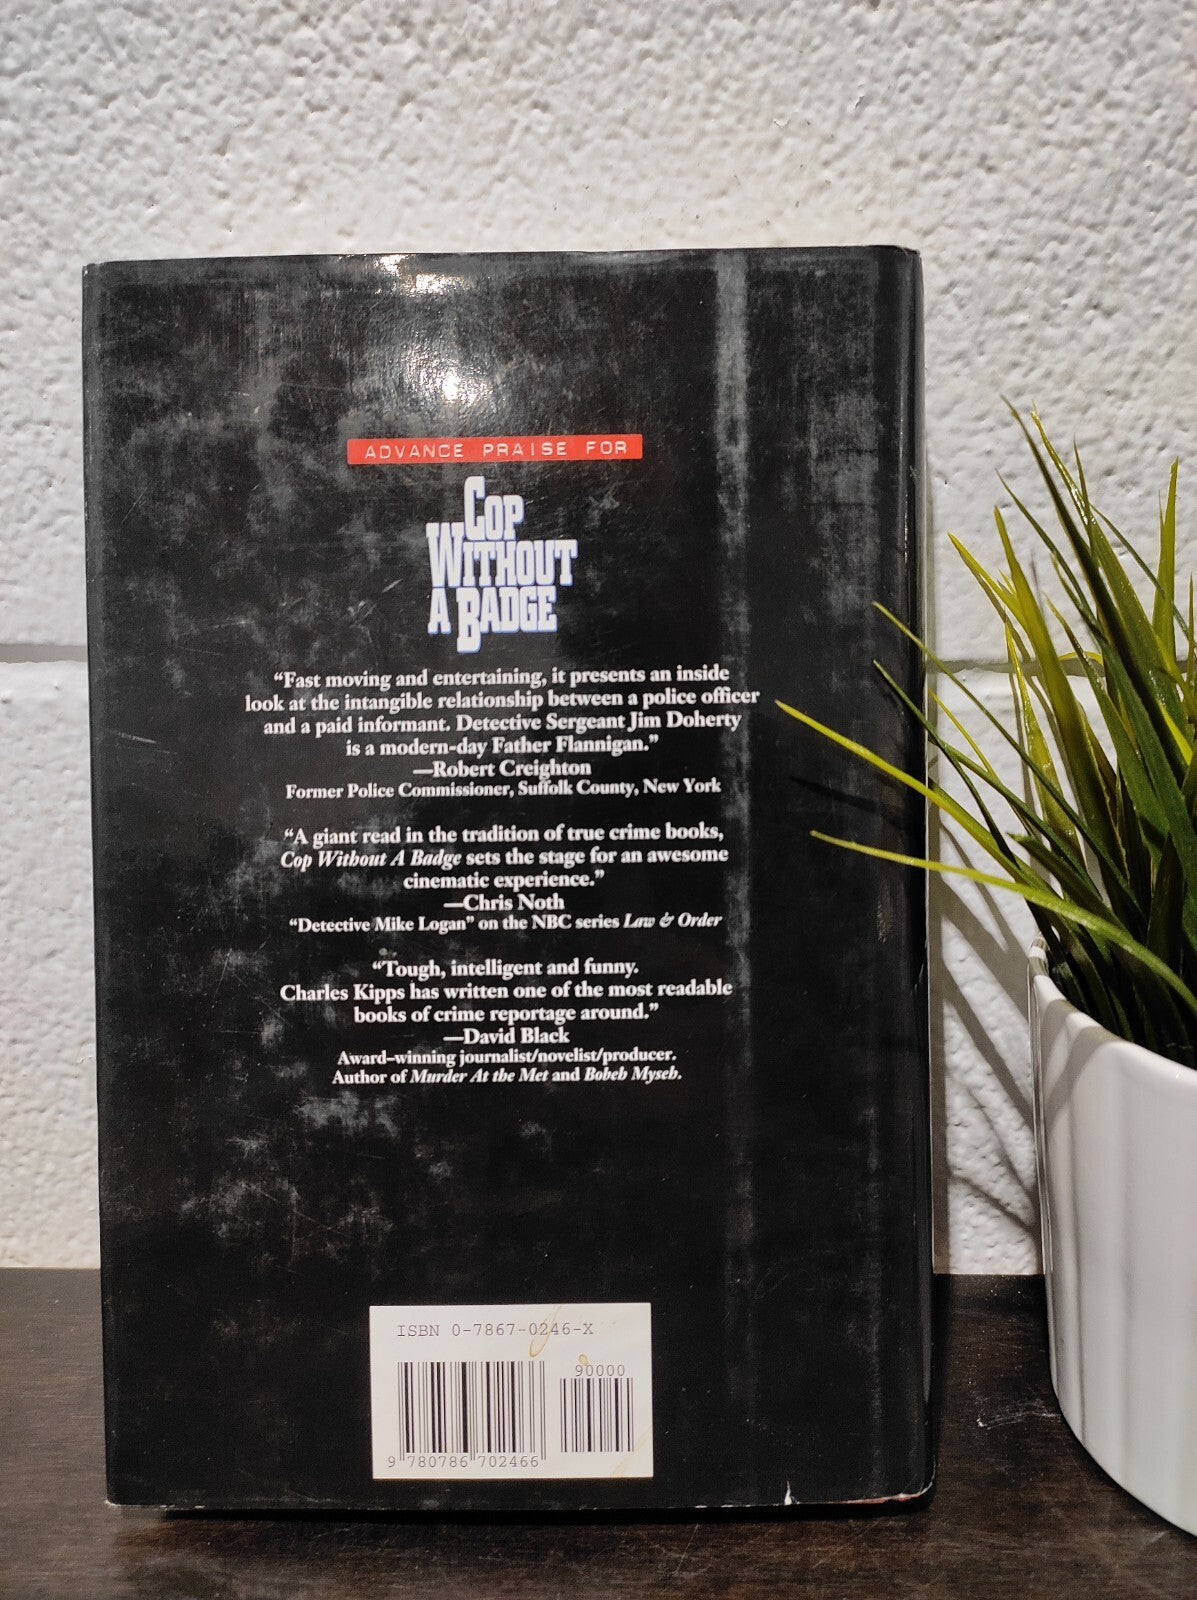 ADVANCE PRAISE FOR
COP
WITHOUT
A BADGE
“Fast moving and entertaining, it presents an inside
look at the intangible relationship between a police officer
and a paid informant. Detective Sergeant Jim Doherty
is a modern-day Father Flannigan.”
—Robert Creighton
Former Police Commissioner, Suffolk County, New York
“A giant read in the tradition of true crime books,
Cop Without A Badge sets the stage for an awesome
cinematic experience.”
—Chris Noth
“Detective Mike Logan” on the NBC series Law & Order
“Tough, intelligent and funny.
Charles Kipps has written one of the most readable
books of crime reportage around.”
—David Black
Award–winning journalist/novelist/producer.
Author of Murder At the Met and Bobeb Myseb.
ISBN 0-7867-0246-X
90000
9 780786 702466